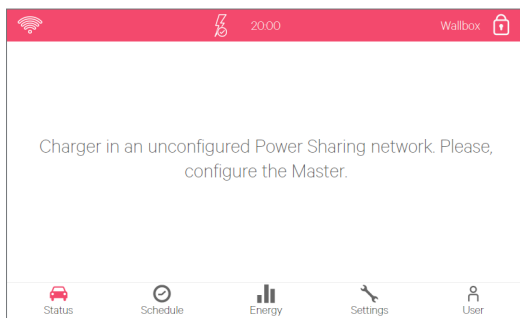 20:00 Wallbox
Charger in an unconfigured Power Sharing network. Please,
configure the Master.
Status Schedule Energy Settings User